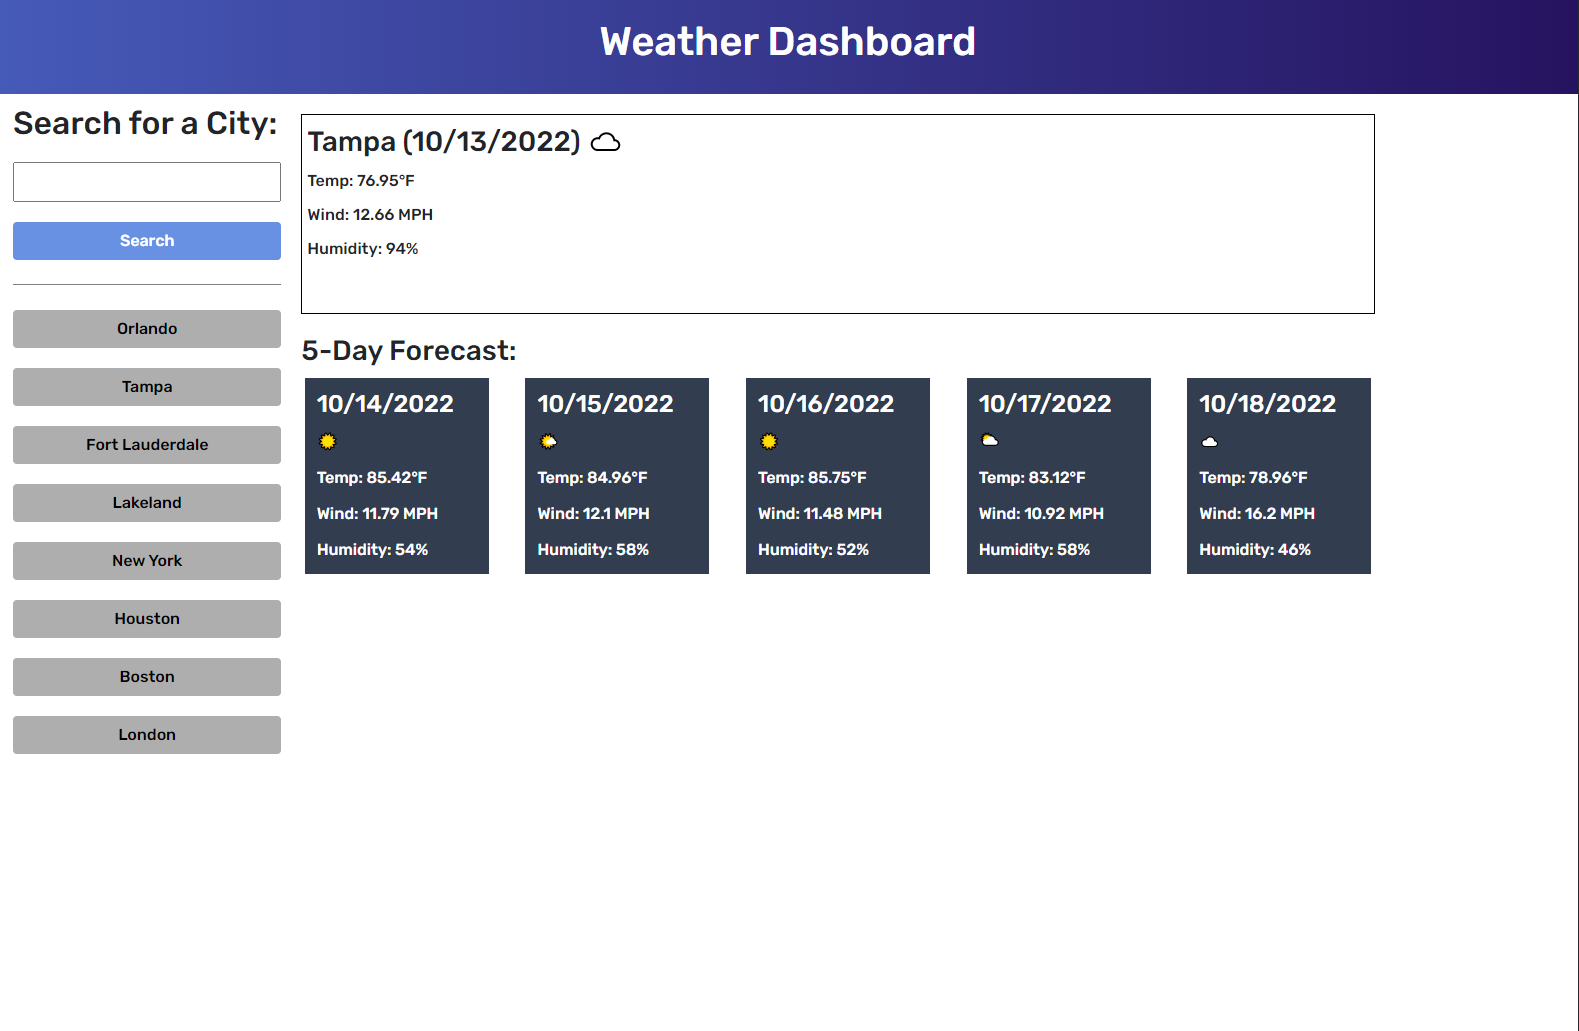 Weather Dashboard
Search for a City:
Search
Orlando
Tampa
Fort Lauderdale
Lakeland
New York
Houston
Boston
London
Tampa (10/13/2022)
Temp: 76.95°F
Wind: 12.66 MPH
Humidity: 94%
5-Day Forecast:
10/14/2022
Temp: 85.42°F
Wind: 11.79 MPH
Humidity: 54%
10/15/2022
Temp: 84.96°F
Wind: 12.1 MPH
Humidity: 58%
10/16/2022
Temp: 85.75°F
Wind: 11.48 MPH
Humidity: 52%
10/17/2022
Temp: 83.12°F
Wind: 10.92 MPH
Humidity: 58%
10/18/2022
Temp: 78.96°F
Wind: 16.2 MPH
Humidity: 46%